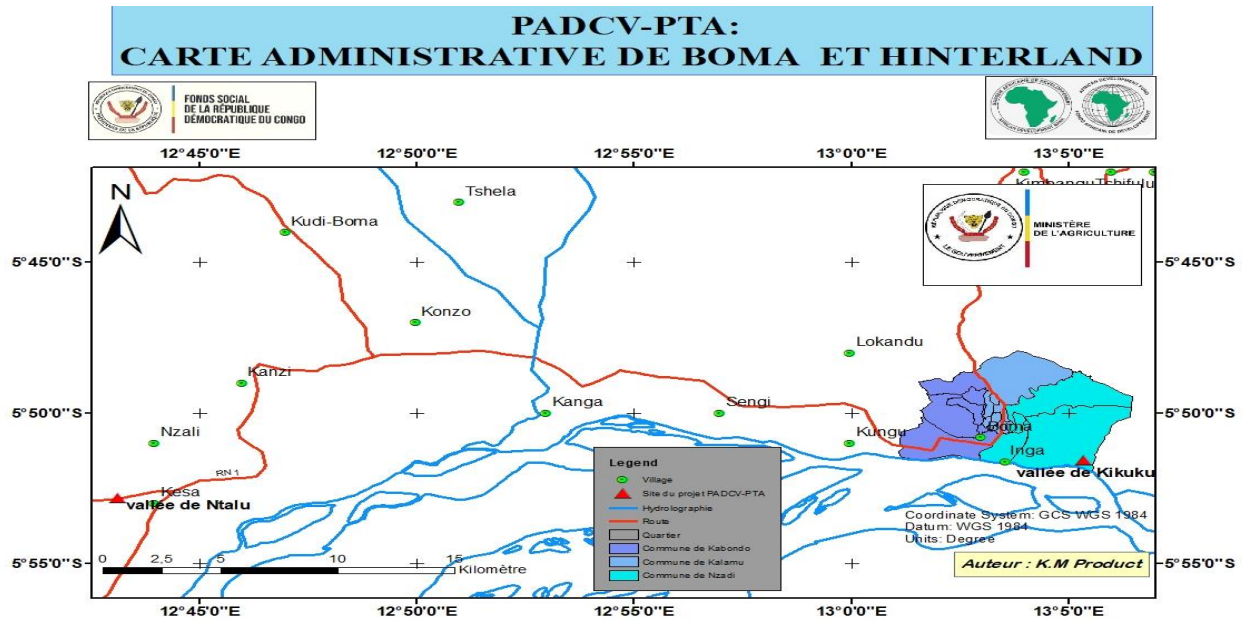 PADCV-PTA:
CARTE ADMINISTRATIVE DE BOMA ET HINTERLAND
FONDS SOCIAL
DE LA RÉPUBLIQUE
DÉMOCRATIQUE DU CONGO
12°45'0"E 12°50'0"E 12°55'0"E 13°0'0"E 13°5'0"E
N
Tshela
Kimbangu Tshifulu
Kudi-Boma
MINISTÈRE
DE L'AGRICULTURE
5°45'0"S 5°45'0"S
Konzo
Lokandu
Kanzi
5°50'0"S 5°50'0"S
Kanga
Sengi
Nzali
Kungu
Boma
Inga
RN 1
vallée de Kikuku
Kesa
vallée de Ntalu
Legend
Village
Site du projet PADCV-PTA
Hydrologriphie
Route
Quartier
Commune de Kabondo
Commune de Kalamu
Commune de Nzadi
Coordinate System: GCS WGS 1984
Datum: WGS 1984
Units: Degree
0 2,5 5 10 15
Kilomètre
5°55'0"S 5°55'0"S
Auteur : K.M Product
12°45'0"E 12°50'0"E 12°55'0"E 13°0'0"E 13°5'0"E